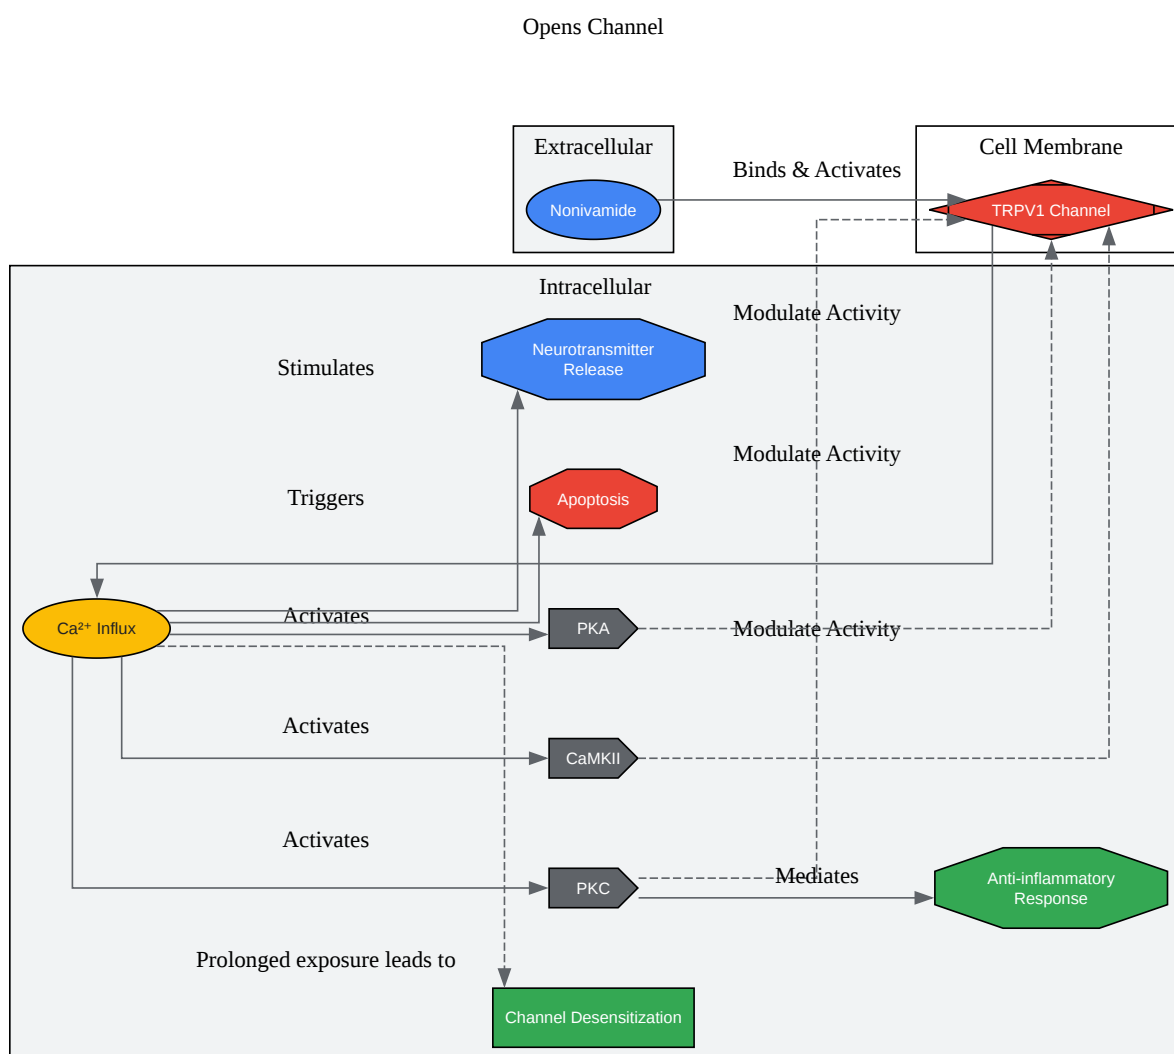 Opens Channel
Extracellular
Cell Membrane
Binds & Activates
Nonivamide
TRPV1 Channel
Intracellular
Modulate Activity
Neurotransmitter
Release
Stimulates
Modulate Activity
Triggers
Apoptosis
Activates
Ca²⁺ Influx
PKA
Modulate Activity
Activates
CaMKII
Activates
Mediates
PKC
Anti-inflammatory
Response
Prolonged exposure leads to
Channel Desensitization